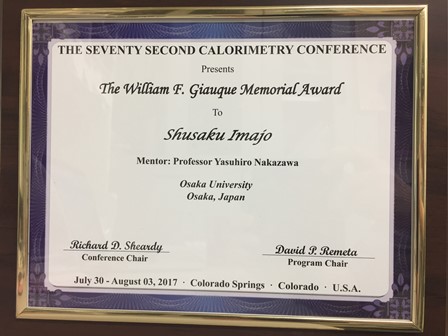 THE SEVENTY SECOND CALORIMETRY CONFERENCE
Presents
The William F. Giauque Memorial Award
To
Shusaku Imajo
Mentor: Professor Yasuhiro Nakazawa
Osaka University
Osaka, Japan
Richard D. Sheardy
Conference Chair
David P. Remeta
Program Chair
July 30 - August 03, 2017 · Colorado Springs · Colorado · U.S.A.